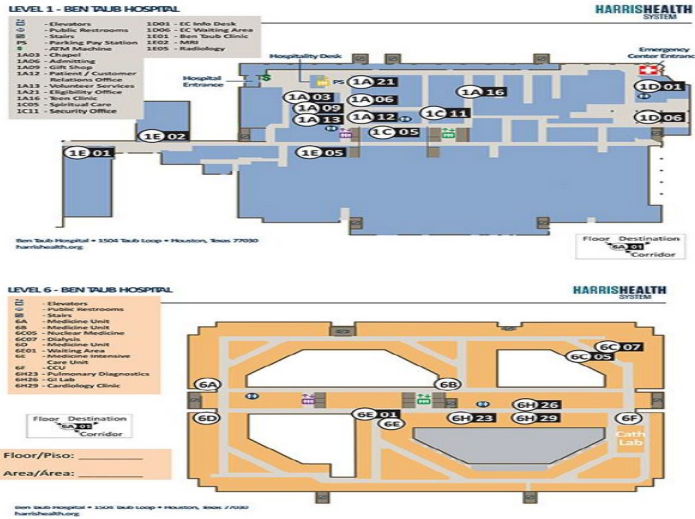 LEVEL 1 - BEN TAUB HOSPITAL
HARRISHEALTH
SYSTEM
- Elevators
- Public Restrooms
- Stairs
PS - Parking Pay Station
- ATM Machine
1A03 - Chapel
1A06 - Admitting
1A09 - Gift Shop
1A12 - Patient / Customer
Relations Office
1A13 - Volunteer Services
1A21 - Eligibility Office
1A16 - Teen Clinic
1C05 - Spiritual Care
1C11 - Security Office
1D01 - EC Info Desk
1D06 - EC Waiting Area
1E01 - Ben Taub Clinic
1E02 - MRI
1E05 - Radiology
Hospitality Desk
Hospital
Entrance
Emergency
Center Entranc
PS
1A 21
1A 03
1A 06
1A 16
1A 09
1A 13
1A 12
1C 11
1C 05
1D 01
1D 06
1E 02
1E 01
1E 05
Ben Taub Hospital • 1504 Taub Loop • Houston, Texas 77030
harrishealth.org
Floor Destination
6A 01
Corridor
LEVEL 6 - BEN TAUB HOSPITAL
HARRISHEALTH
SYSTEM
- Elevators
- Public Restrooms
- Stairs
6A - Medicine Unit
6B - Medicine Unit
6C05 - Nuclear Medicine
6C07 - Dialysis
6D - Medicine Unit
6E01 - Waiting Area
6E - Medicine Intensive
Care Unit
6F - CCU
6H23 - Pulmonary Diagnostics
6H26 - GI Lab
6H29 - Cardiology Clinic
6C 07
6C 05
6A
6B
6D
6E 01
6E
6H 26
6H 23
6H 29
6F
Cath
Lab
Floor Destination
6A 01
Corridor
Floor/Piso:
Area/Área:
Ben Taub Hospital • 1504 Taub Loop • Houston, Texas 77030
harrishealth.org